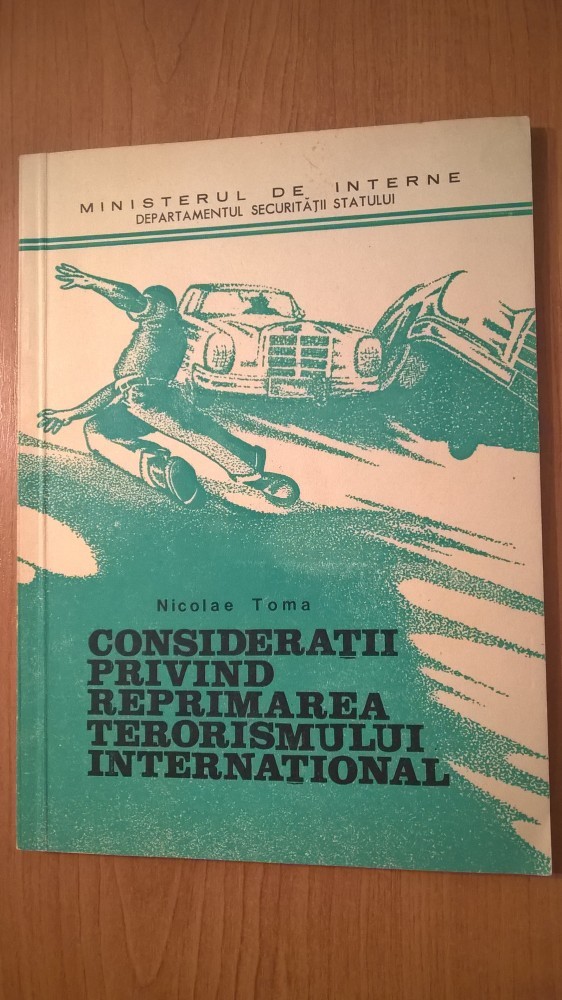 MINISTERUL DE INTERNE
DEPARTAMENTUL SECURITĂȚII STATULUI
Nicolae Toma
CONSIDERAȚII
PRIVIND
REPRIMAREA
TERORISMULUI
INTERNAȚIONAL